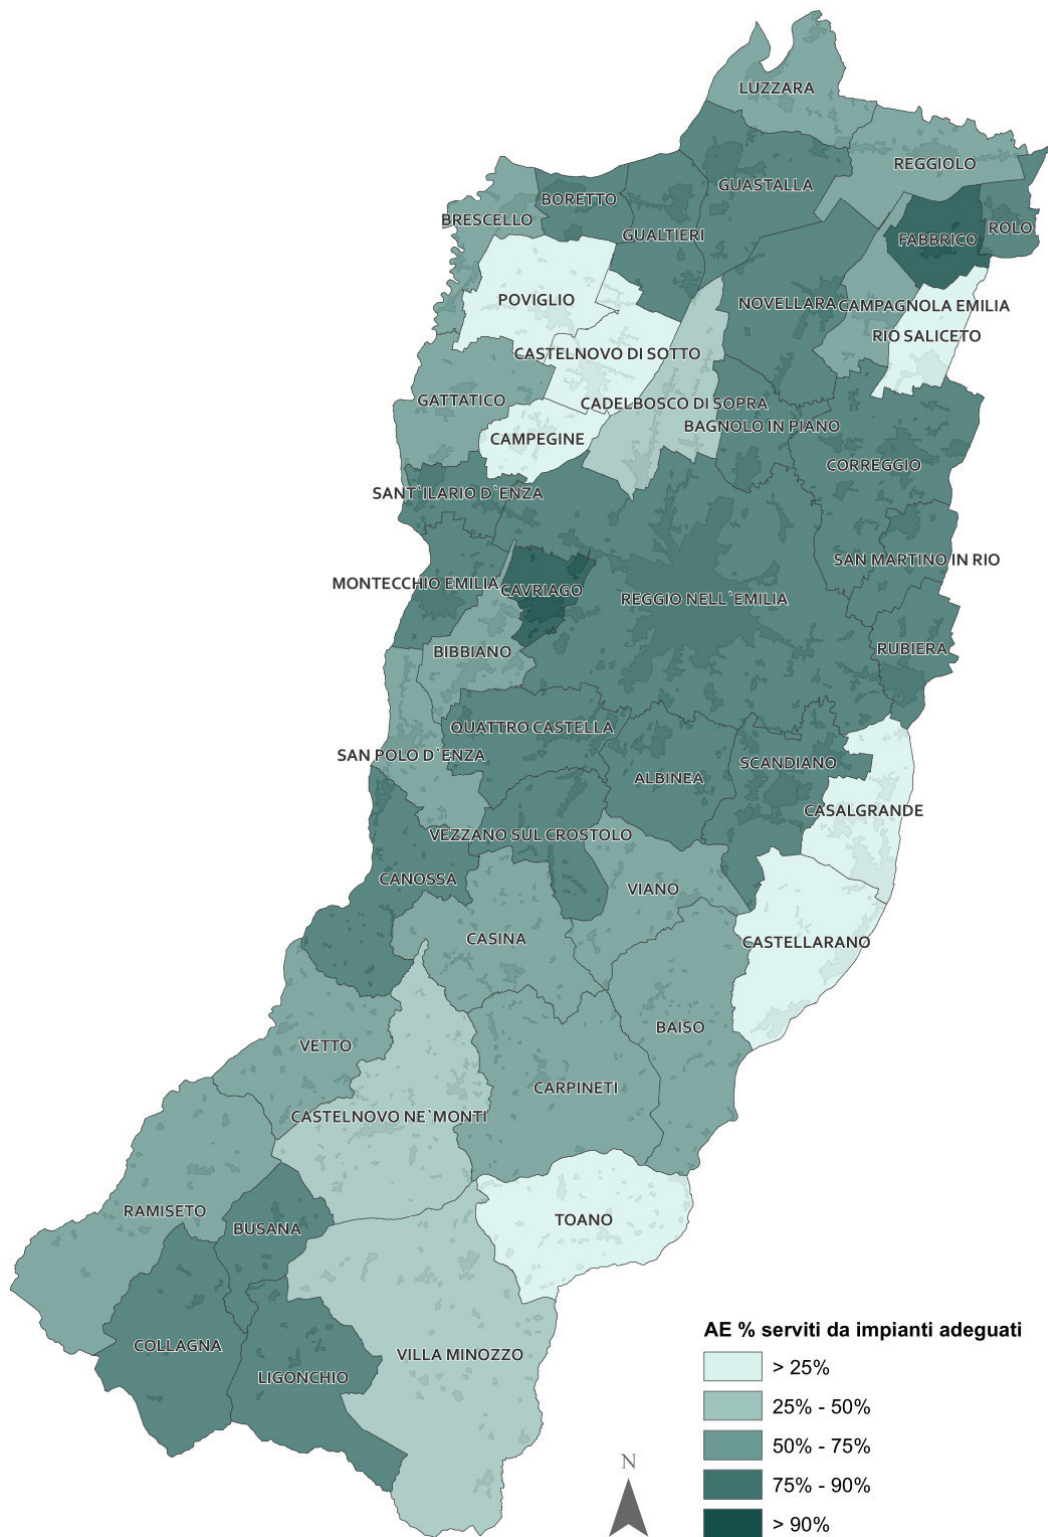 LUZZARA
REGGIOLO
GUASTALLA
BORETTO
BRESCELLO
ROLO
GUALTIERI
FABBRICO
POVIGLIO
NOVELLARA
CAMPAGNOLA EMILIA
RIO SALICETO
CASTELNOVO DI SOTTO
GATTATICO
CADELBOSCO DI SOPRA
BAGNOLO IN PIANO
CAMPEGINE
CORREGGIO
SANT`ILARIO D`ENZA
SAN MARTINO IN RIO
MONTECCHIO EMILIA
CAVRIAGO
REGGIO NELL`EMILIA
BIBBIANO
RUBIERA
QUATTRO CASTELLA
SAN POLO D`ENZA
SCANDIANO
ALBINEA
CASALGRANDE
VEZZANO SUL CROSTOLO
CANOSSA
VIANO
CASINA
CASTELLARANO
BAISO
VETTO
CARPINETI
CASTELNOVO NE`MONTI
RAMISETO
TOANO
BUSANA
COLLAGNA
VILLA MINOZZO
LIGONCHIO
AE % serviti da impianti adeguati
> 25%
25% - 50%
50% - 75%
75% - 90%
> 90%
N